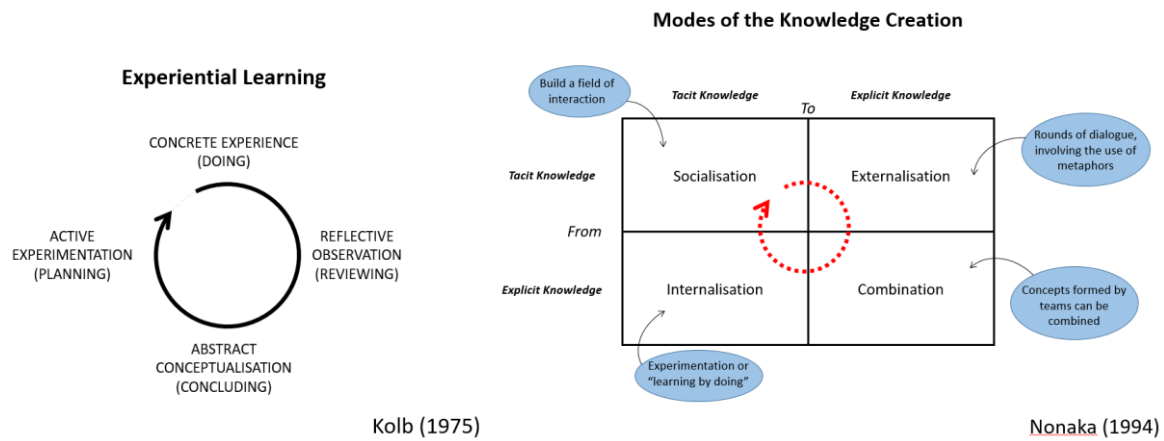 Experiential Learning
CONCRETE EXPERIENCE
(DOING)
ACTIVE
EXPERIMENTATION
(PLANNING)
REFLECTIVE
OBSERVATION
(REVIEWING)
ABSTRACT
CONCEPTUALISATION
(CONCLUDING)
Kolb (1975)
Modes of the Knowledge Creation
Build a field of
interaction
Tacit Knowledge
To
Explicit Knowledge
Rounds of dialogue,
involving the use of
metaphors
Tacit Knowledge
Socialisation
Externalisation
From
Explicit Knowledge
Internalisation
Combination
Concepts formed by
teams can be
combined
Experimentation or
“learning by doing”
Nonaka (1994)